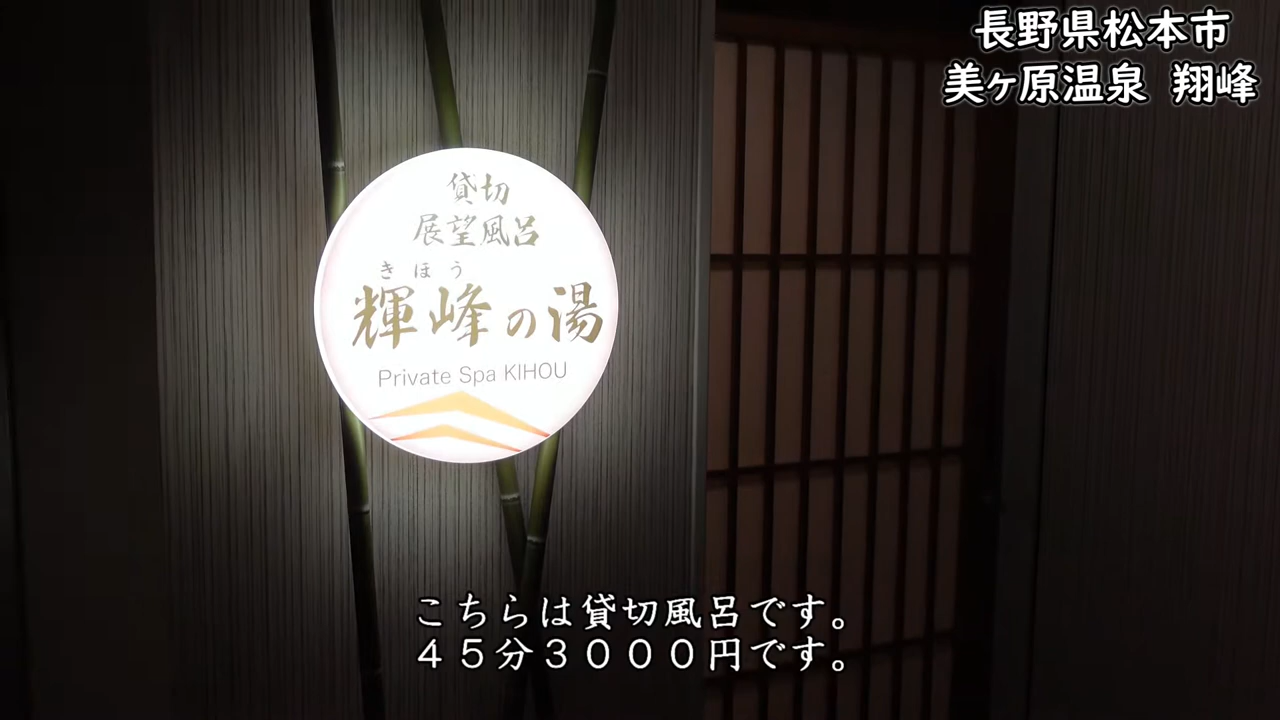 長野県松本市
美ヶ原温泉 翔峰
貸切
展望風呂
きほう
輝峰の湯
Private Spa KIHOU
こちらは貸切風呂です。
４５分３０００円です。